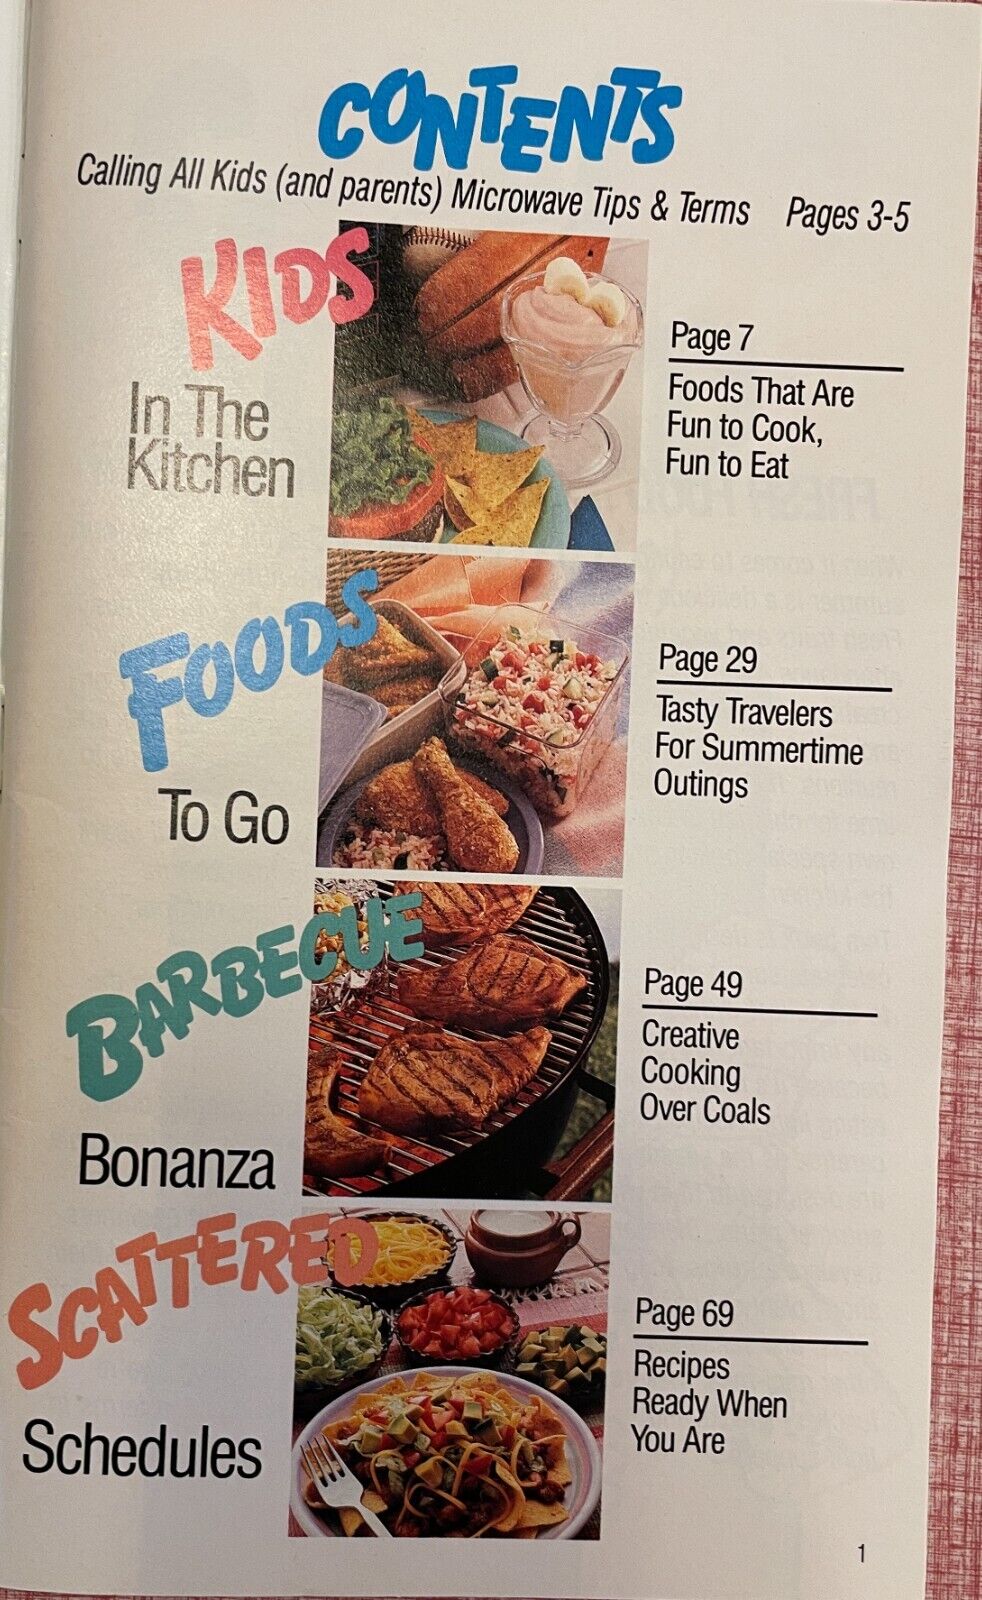 CONTENTS
Calling All Kids (and parents) Microwave Tips & Terms Pages 3-5
KIDS
In The
Kitchen
Page 7
Foods That Are
Fun to Cook,
Fun to Eat
FOODS
To Go
Page 29
Tasty Travelers
For Summertime
Outings
BARBECUE
Bonanza
Page 49
Creative
Cooking
Over Coals
SCATTERED
Schedules
Page 69
Recipes
Ready When
You Are
1